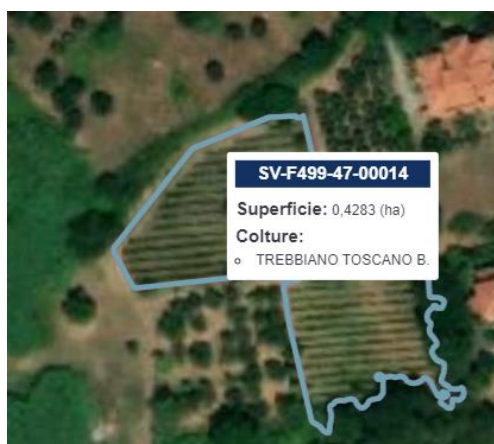 SV-F499-47-00014
Superficie: 0,4283 (ha)
Colture:
TREBBIANO TOSCANO B.